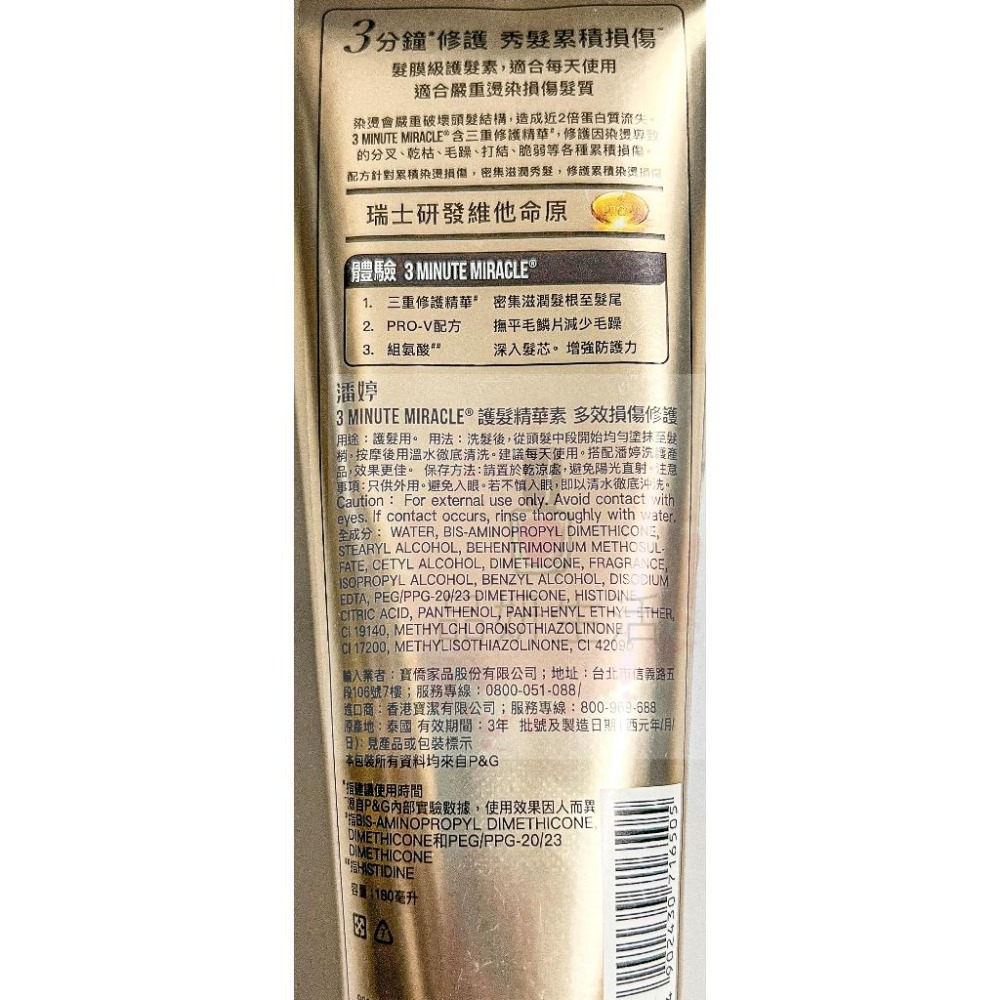 3分鐘*修護 秀髮累積損傷~
髮膜級護髮素,適合每天使用
適合嚴重燙染損傷髮質
染燙會嚴重破壞頭髮結構,造成近2倍蛋白質流失。
3 MINUTE MIRACLE®含三重修護精華#,修護因染燙導致
的分叉、乾枯、毛躁、打結、脆弱等各種累積損傷。
配方針對累積染燙損傷,密集滋潤秀髮,修護累積染燙損傷
瑞士研發維他命原
體驗 3 MINUTE MIRACLE®
1. 三重修護精華# 密集滋潤髮根至髮尾
2. PRO-V配方 撫平毛鱗片減少毛躁
3. 組氨酸## 深入髮芯。增強防護力
潘婷
3 MINUTE MIRACLE® 護髮精華素 多效損傷修護
用途:護髮用。 用法:洗髮後,從頭髮中段開始均勻塗抹至髮
梢,按摩後用溫水徹底清洗。建議每天使用。搭配潘婷洗護產
品,效果更佳。 保存方法:請置於乾涼處,避免陽光直射。注意
事項:只供外用。避免入眼。若不慎入眼,即以清水徹底沖洗。
Caution: For external use only. Avoid contact with
eyes. If contact occurs, rinse thoroughly with water.
全成分: WATER, BIS-AMINOPROPYL DIMETHICONE,
STEARYL ALCOHOL, BEHENTRIMONIUM METHOSUL-
FATE, CETYL ALCOHOL, DIMETHICONE, FRAGRANCE,
ISOPROPYL ALCOHOL, BENZYL ALCOHOL, DISODIUM
EDTA, PEG/PPG-20/23 DIMETHICONE, HISTIDINE,
CITRIC ACID, PANTHENOL, PANTHENYL ETHYL ETHER,
CI 19140, METHYLCHLOROISOTHIAZOLINONE,
CI 17200, METHYLISOTHIAZOLINONE, CI 42090
輸入業者:寶僑家品股份有限公司;地址:台北市信義路五
段106號7樓;服務專線:0800-051-088/
進口商:香港寶潔有限公司;服務專線:800-969-688
原產地:泰國 有效期間:3年 批號及製造日期(西元年/月/
日):見產品或包裝標示
本包裝所有資料均來自P&G
*指建議使用時間
~源自P&G內部實驗數據,使用效果因人而異
#指BIS-AMINOPROPYL DIMETHICONE,
DIMETHICONE和PEG/PPG-20/23
DIMETHICONE
##指HISTIDINE
容量:180毫升
4 902430 716505